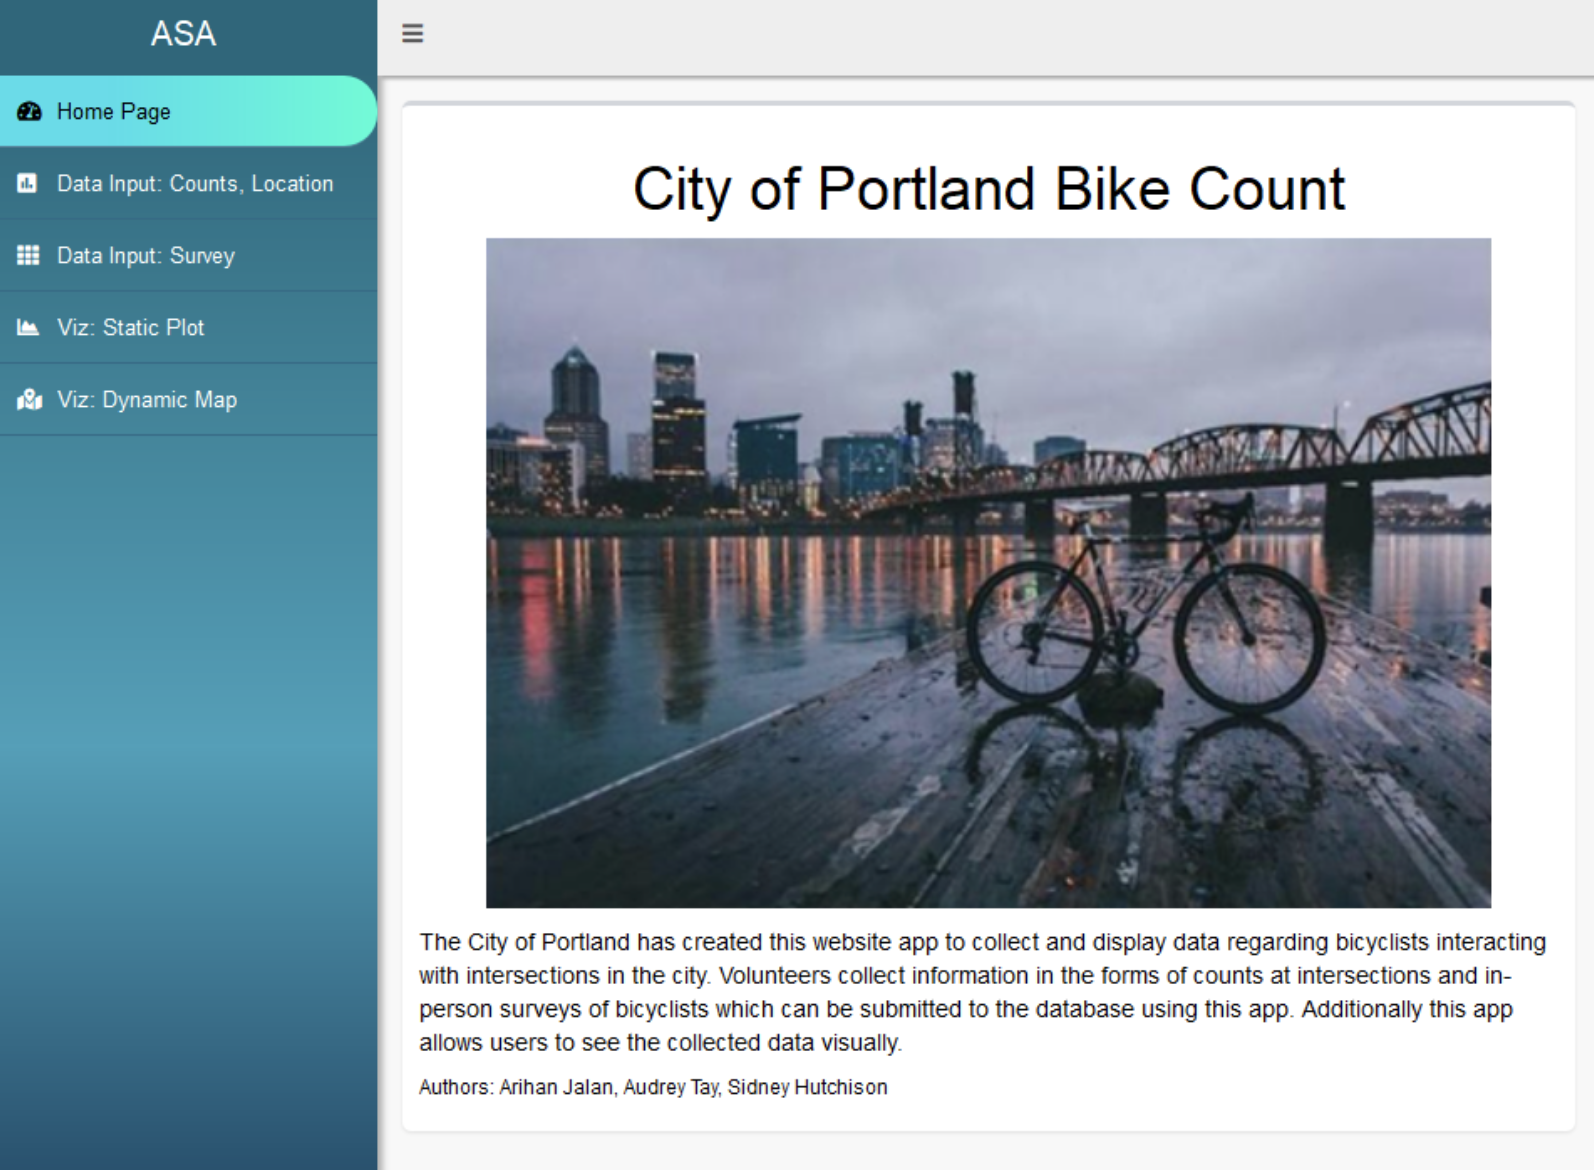 ASA
Home Page
Data Input: Counts, Location
Data Input: Survey
Viz: Static Plot
Viz: Dynamic Map
City of Portland Bike Count
The City of Portland has created this website app to collect and display data regarding bicyclists interacting
with intersections in the city. Volunteers collect information in the forms of counts at intersections and in-
person surveys of bicyclists which can be submitted to the database using this app. Additionally this app
allows users to see the collected data visually.
Authors: Arihan Jalan, Audrey Tay, Sidney Hutchison